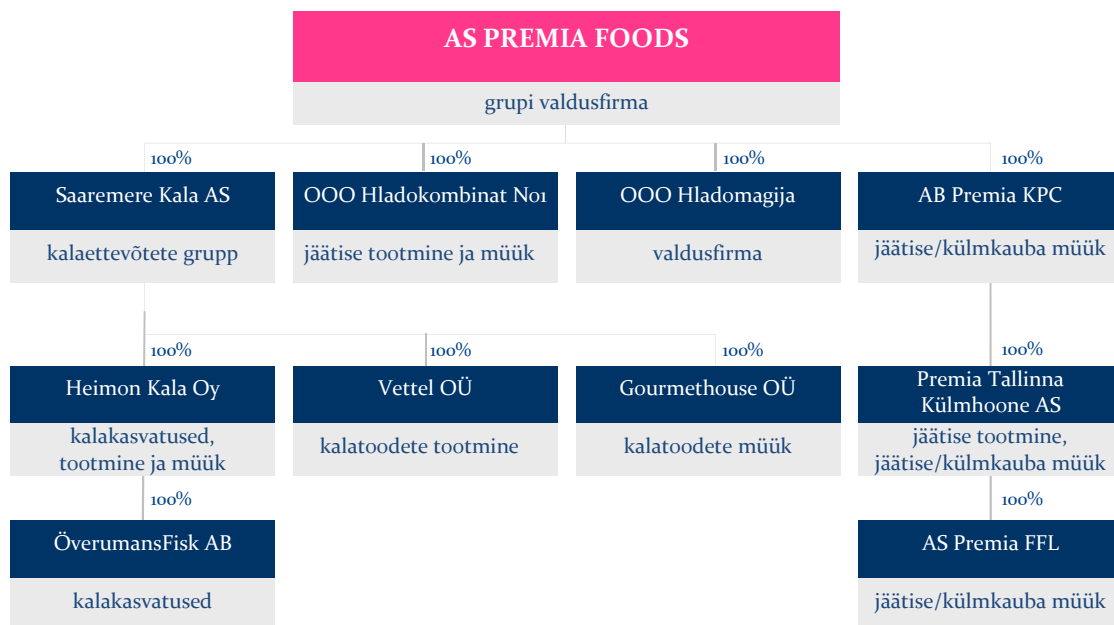 AS PREMIA FOODS
grupi valdusfirma
100%
100%
100%
100%
Saaremere Kala AS
OOO Hladokombinat No1
OOO Hladomagija
AB Premia KPC
kalaettevõtete grupp
jäätise tootmine ja müük
valdusfirma
jäätise/külmkauba müük
100%
100%
100%
100%
Heimon Kala Oy
Vettel OÜ
Gourmethouse OÜ
Premia Tallinna
Külmhoone AS
kalakasvatused,
tootmine ja müük
kalatoodete tootmine
kalatoodete müük
jäätise tootmine,
jäätise/külmkauba müük
100%
100%
ÖverumansFisk AB
AS Premia FFL
kalakasvatused
jäätise/külmkauba müük